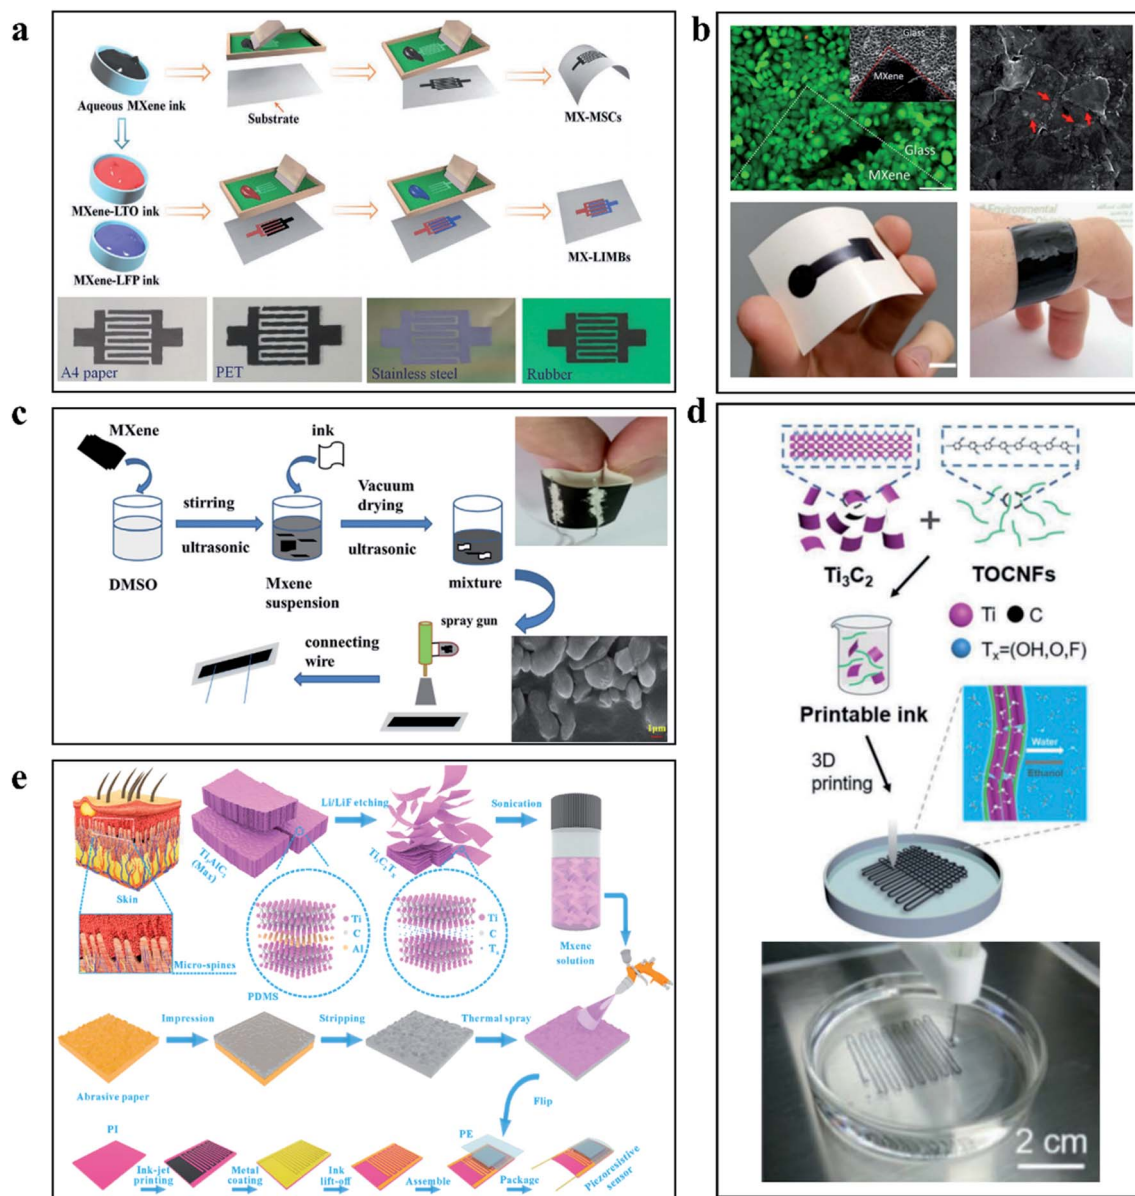 a
Aqueous MXene ink
Substrate
MX-MSCs
MXene-LTO ink
MXene-LFP ink
MX-LIMBs
A4 paper
PET
Stainless steel
Rubber
b
Glass
MXene
Glass
MXene
Environmental
c
MXene
ink
stirring
ultrasonic
Vacuum
drying
ultrasonic
DMSO
Mxene
suspension
mixture
spray gun
connecting
wire
1μm
d
+
Ti₃C₂
TOCNFs
Ti
C
Tₓ=(OH,O,F)
Printable ink
3D
printing
Water
Ethanol
2 cm
e
Skin
Micro-spines
Ti₃AlC₂
(Max)
Li/LiF etching
Ti₃C₂Tₓ
Sonication
Ti
C
Al
Ti
C
Tₓ
PDMS
Mxene
solution
Impression
Stripping
Thermal spray
Abrasive paper
Flip
PI
PE
Ink-jet
printing
Metal
coating
Ink
lift-off
Assemble
Package
Piezoresistive
sensor